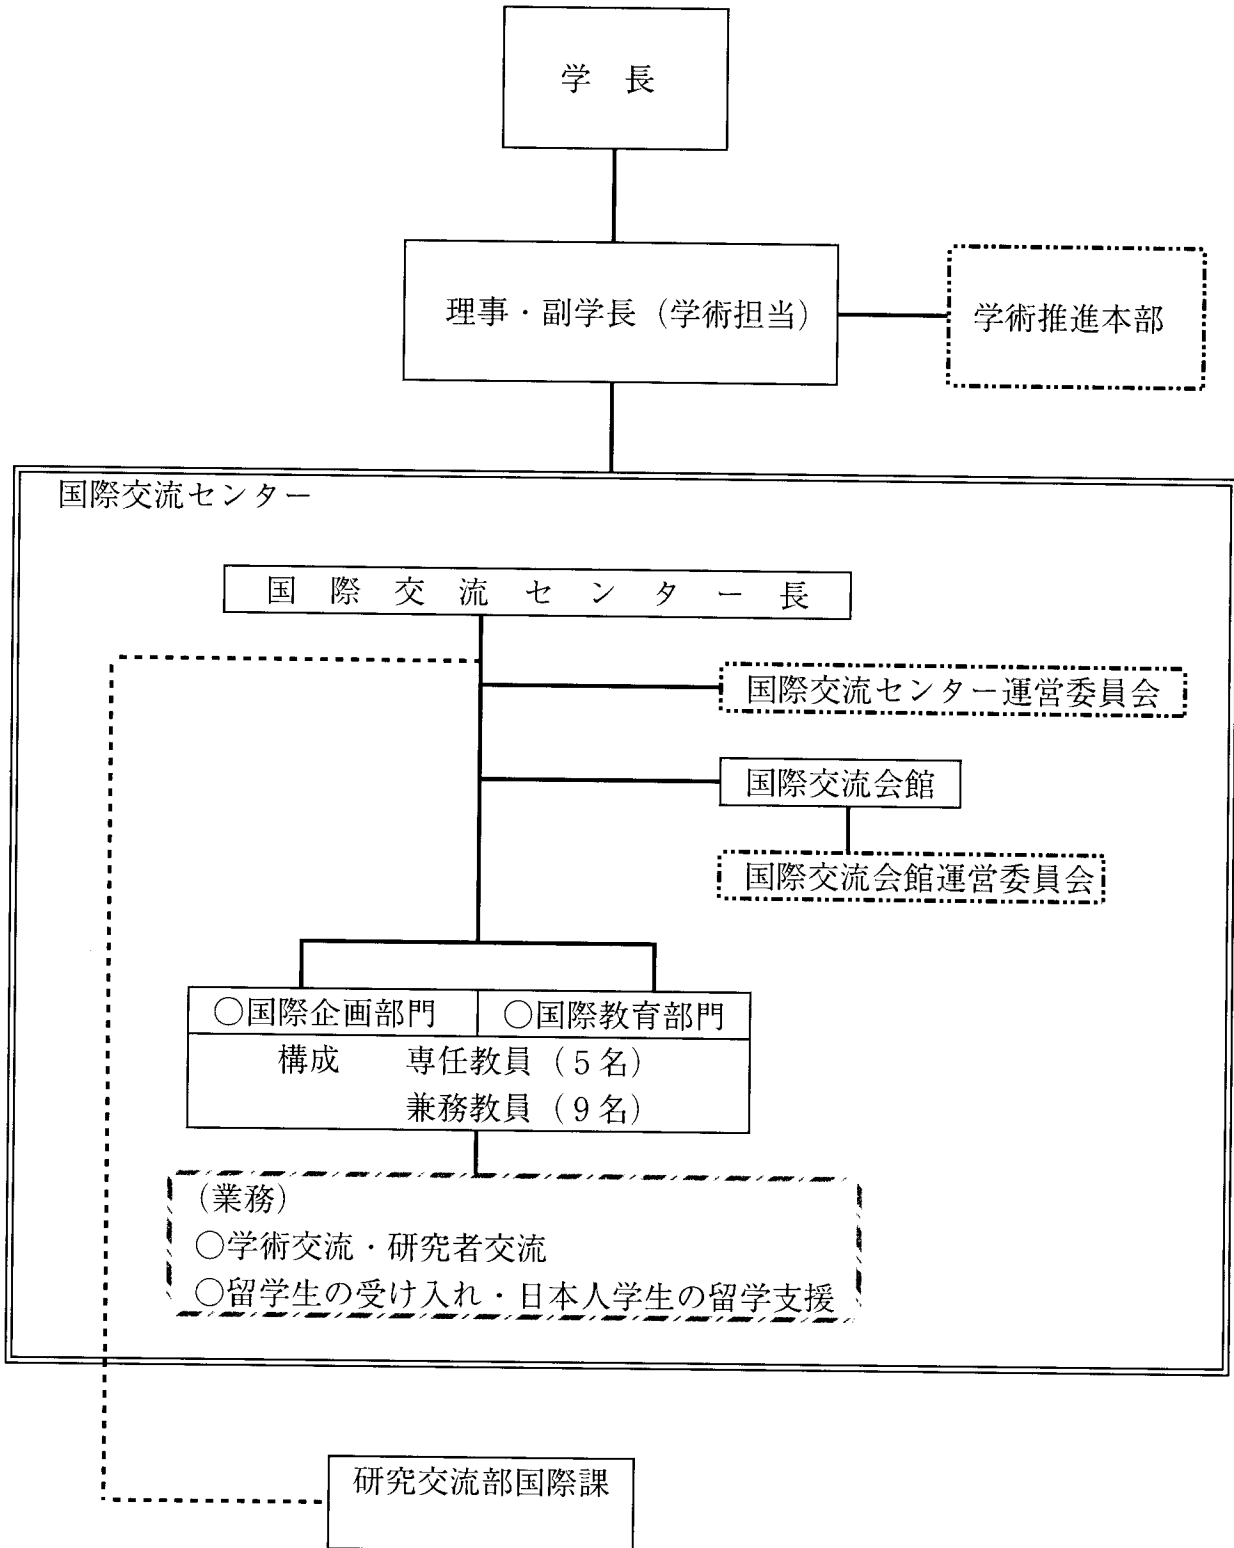 学　長
理事・副学長（学術担当）
学術推進本部
国際交流センター
国　際　交　流　セ　ン　タ　ー　長
国際交流センター運営委員会
国際交流会館
国際交流会館運営委員会
○国際企画部門
○国際教育部門
構成　　専任教員（5名）
兼務教員（9名）
（業務）
○学術交流・研究者交流
○留学生の受け入れ・日本人学生の留学支援
研究交流部国際課